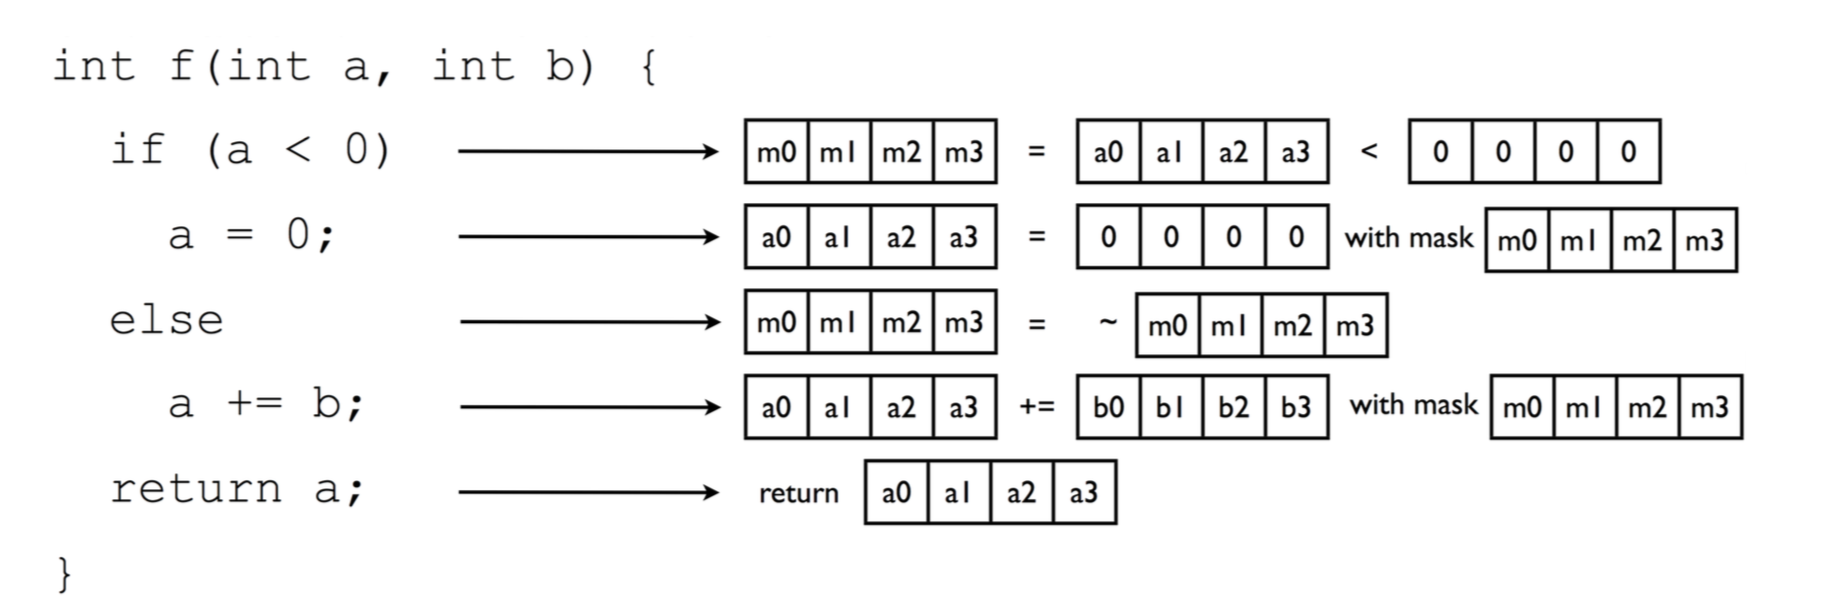 int f(int a, int b) {
if (a < 0) m0 m1 m2 m3 = a0 a1 a2 a3 < 0 0 0 0
a = 0; a0 a1 a2 a3 = 0 0 0 0 with mask m0 m1 m2 m3
else m0 m1 m2 m3 = ~ m0 m1 m2 m3
a += b; a0 a1 a2 a3 += b0 b1 b2 b3 with mask m0 m1 m2 m3
return a; return a0 a1 a2 a3
}